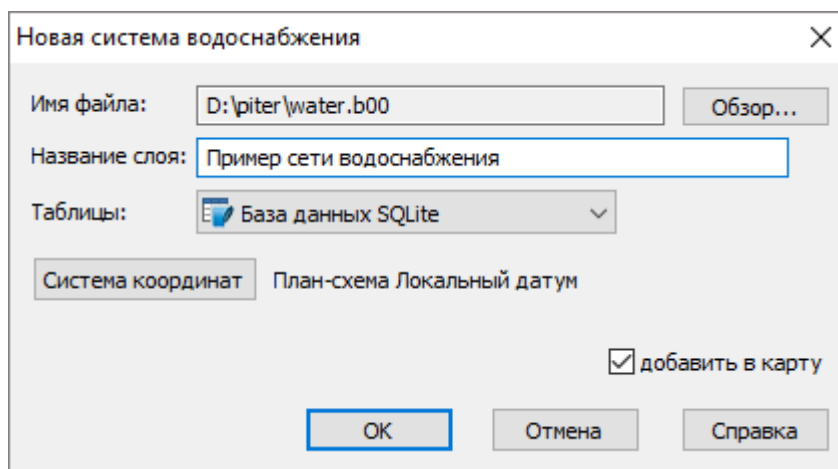 Новая система водоснабжения
Имя файла: D:\piter\water.b00 Обзор...
Название слоя: Пример сети водоснабжения
Таблицы: База данных SQLite
Система координат План-схема Локальный датум
добавить в карту
OK Отмена Справка